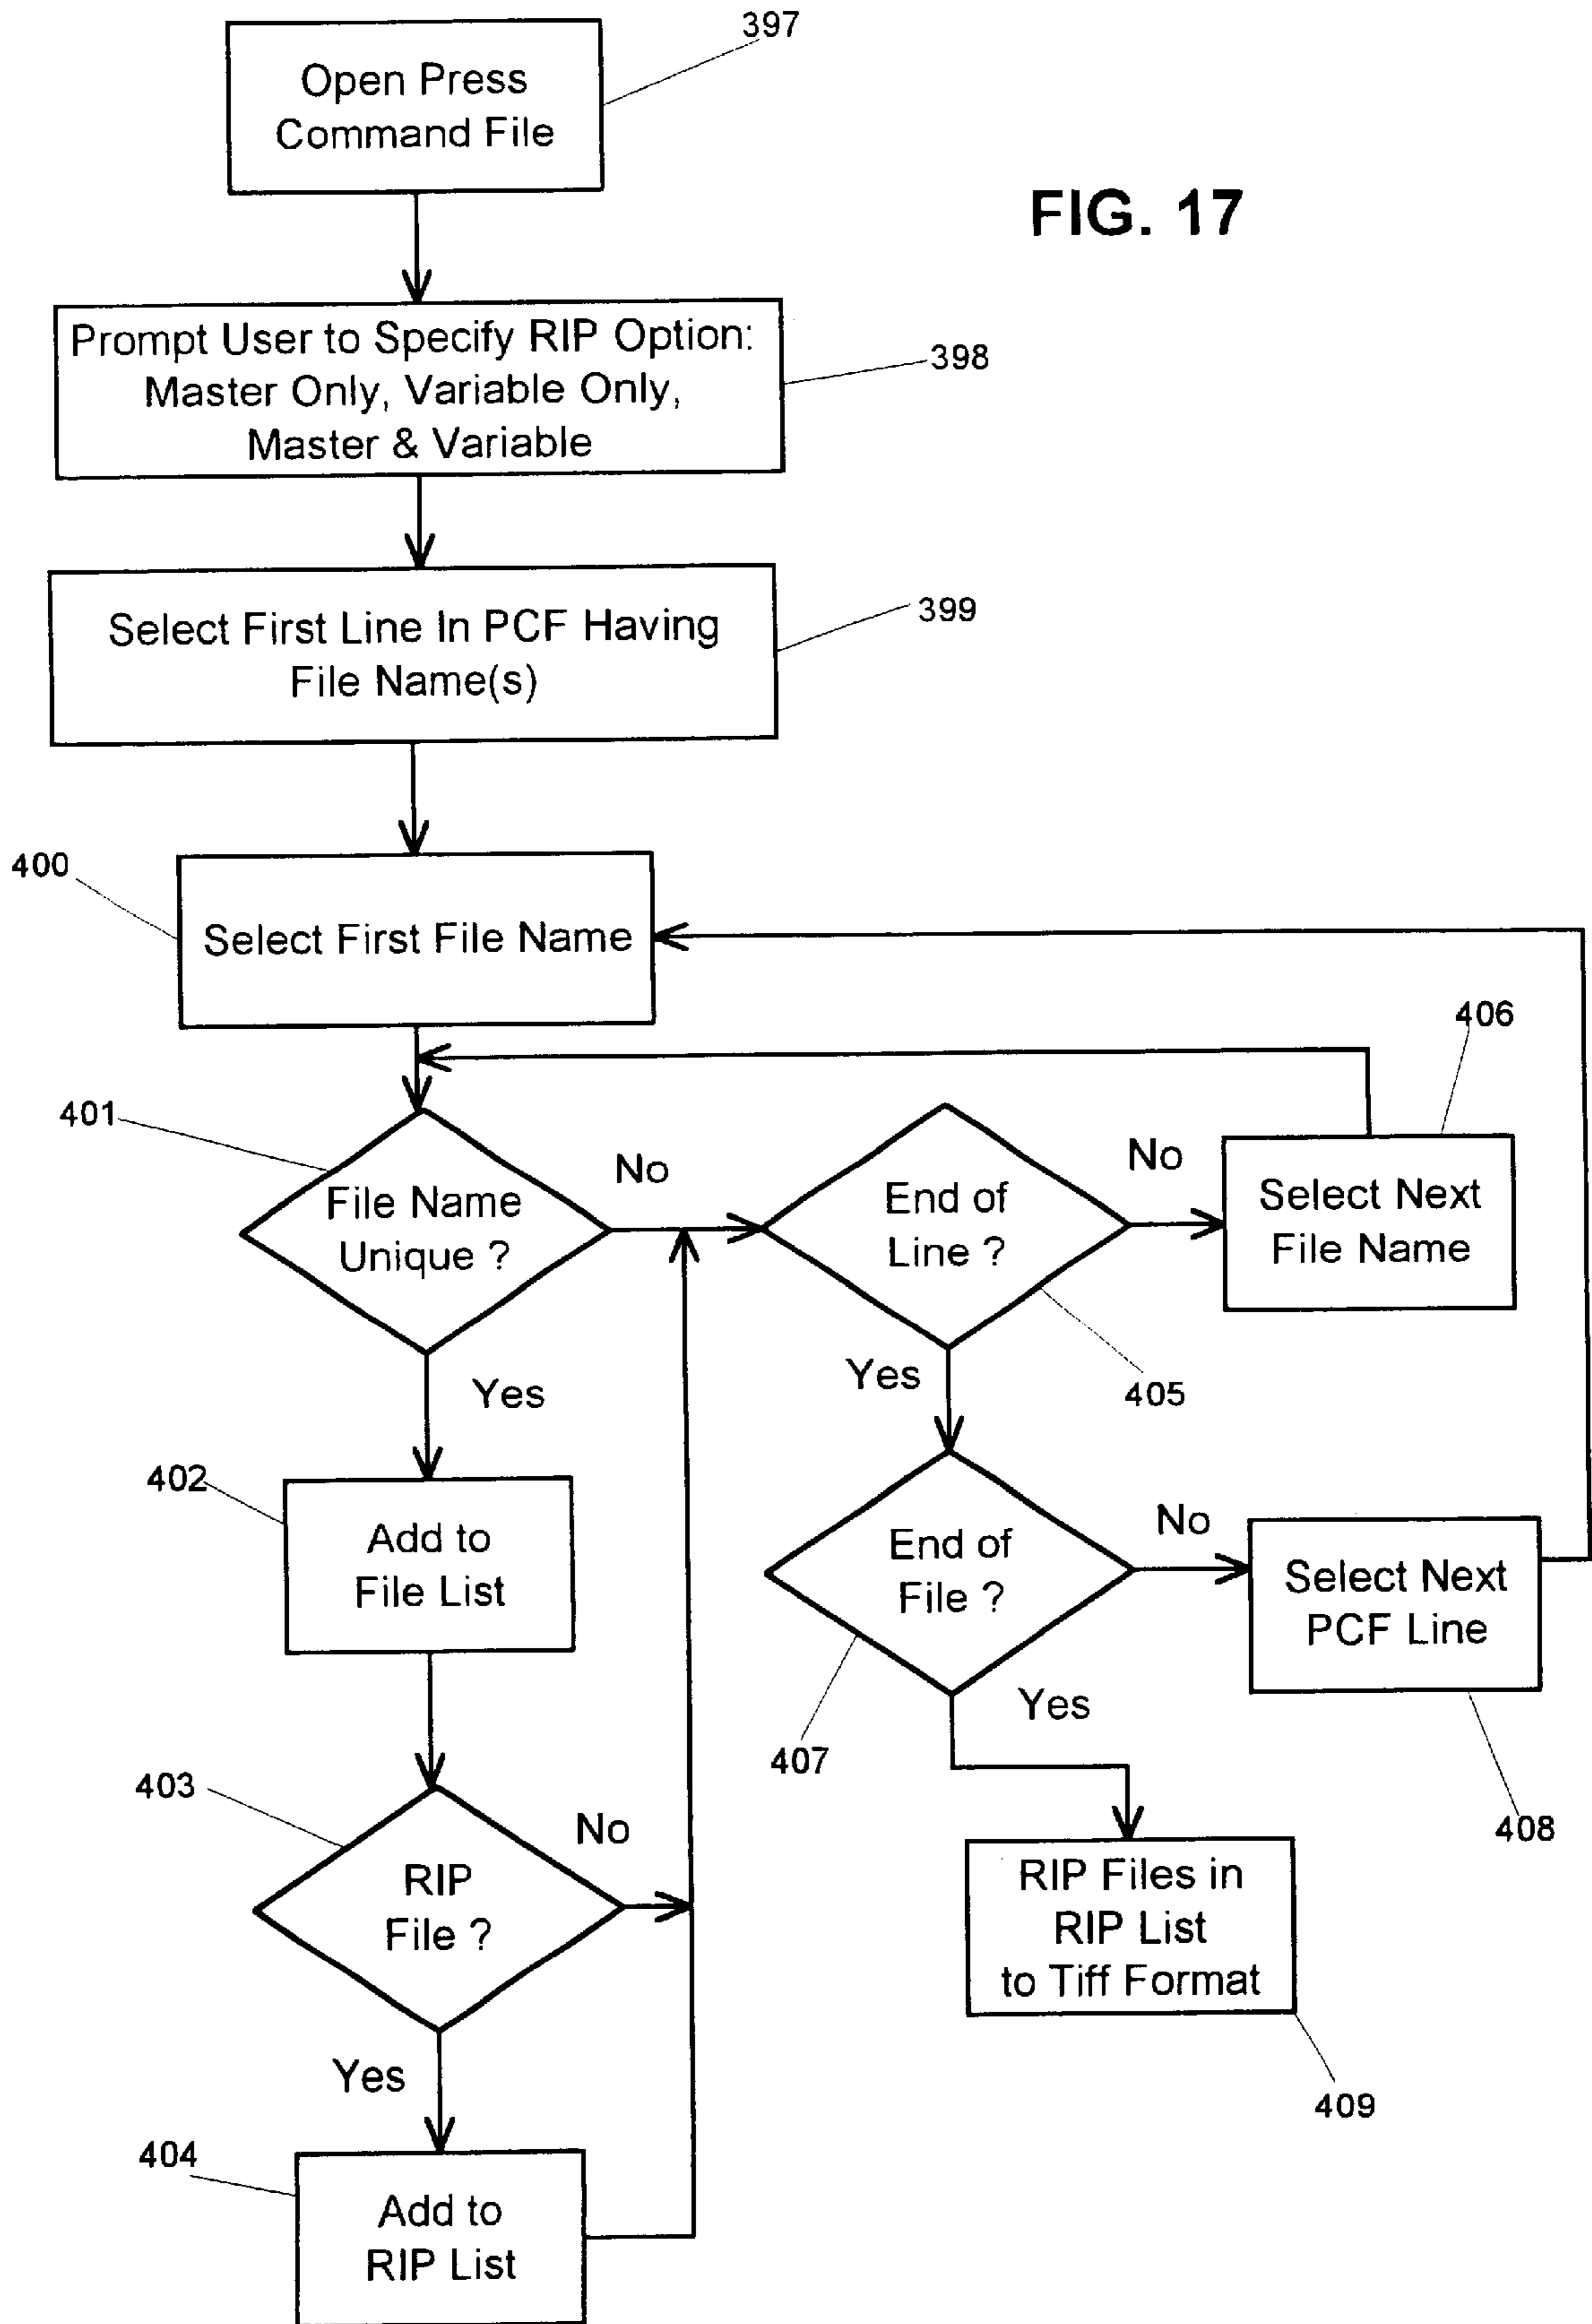 397
Open Press
Command File
FIG. 17
Prompt User to Specify RIP Option:
Master Only, Variable Only,
Master & Variable
398
Select First Line In PCF Having
File Name(s)
399
400
Select First File Name
406
401
File Name
Unique ?
No
End of
Line ?
No
Select Next
File Name
405
Yes
Yes
402
Add to
File List
End of
File ?
No
Select Next
PCF Line
407
Yes
408
403
RIP
File ?
No
RIP Files in
RIP List
to Tiff Format
409
Yes
404
Add to
RIP List